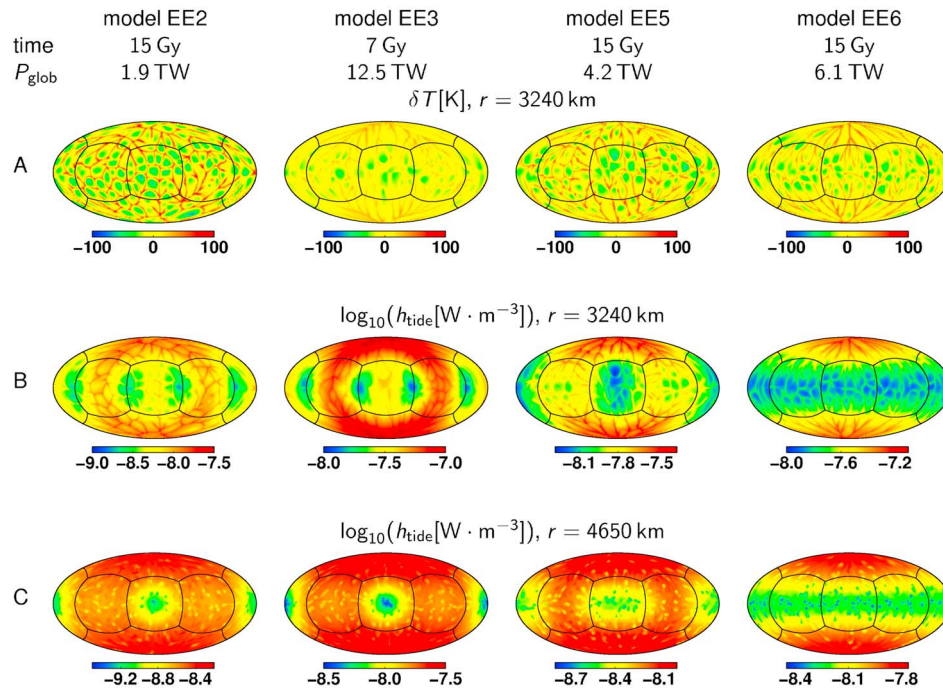 model EE2 model EE3 model EE5 model EE6
time 15 Gy 7 Gy 15 Gy 15 Gy
P_glob 1.9 TW 12.5 TW 4.2 TW 6.1 TW
δT[K], r = 3240 km
A
−100 0 100 −100 0 100 −100 0 100 −100 0 100
log₁₀(h_tide[W · m⁻³]), r = 3240 km
B
−9.0 −8.5 −8.0 −7.5 −8.0 −7.5 −7.0 −8.1 −7.8 −7.5 −8.0 −7.6 −7.2
log₁₀(h_tide[W · m⁻³]), r = 4650 km
C
−9.2 −8.8 −8.4 −8.5 −8.0 −7.5 −8.7 −8.4 −8.1 −8.4 −8.1 −7.8